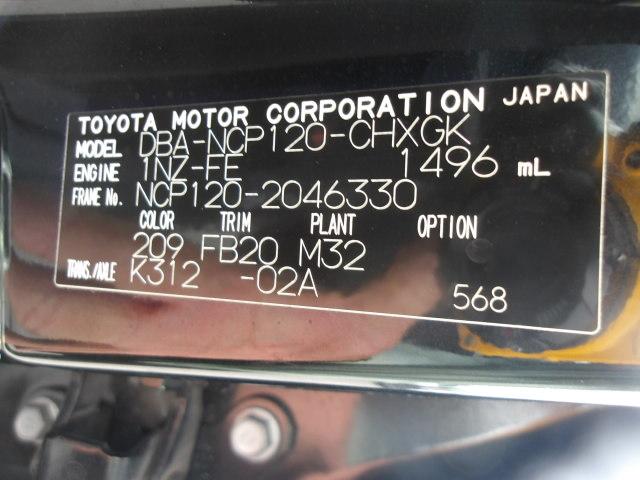 TOYOTA MOTOR CORPORATION JAPAN
MODEL DBA-NCP120-CHXGK
ENGINE 1NZ-FE 1496 mL
FRAME No. NCP120-2046330
COLOR TRIM PLANT OPTION
209 FB20 M32
TRANS./AXLE K312 -02A
568